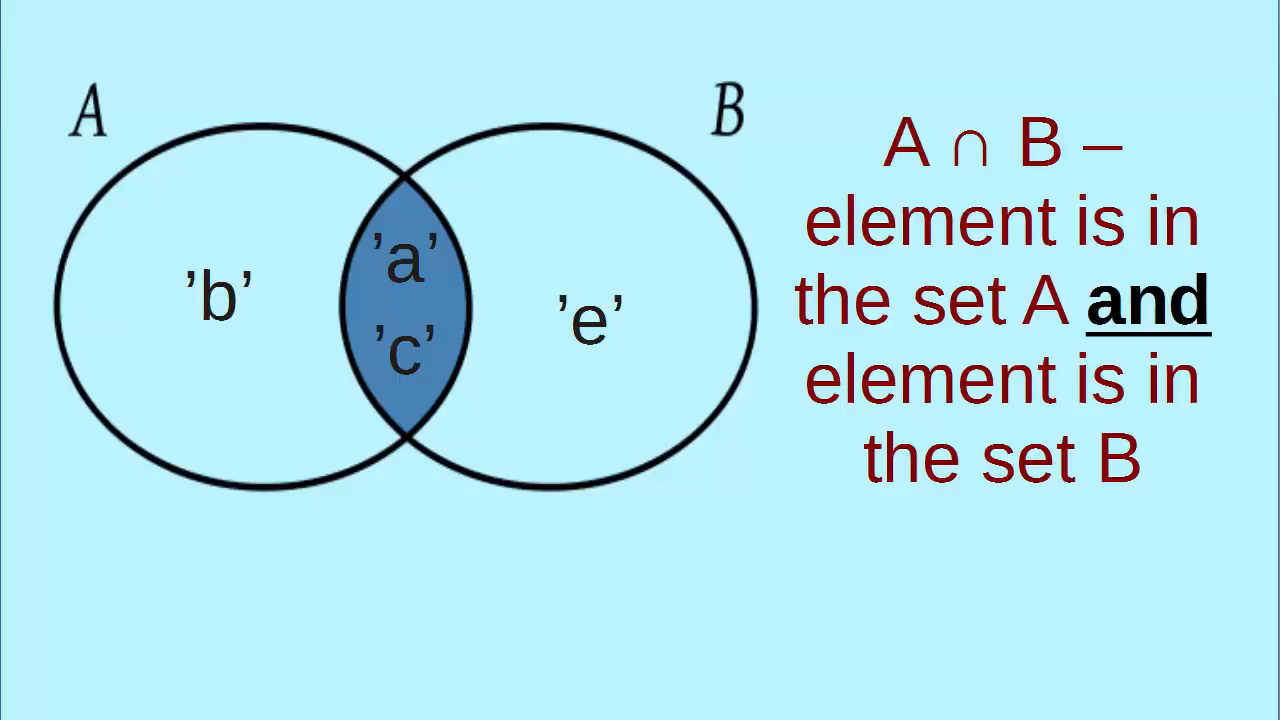 A
B
’b’
’a’
’c’
’e’
A ∩ B –
element is in
the set A and
element is in
the set B